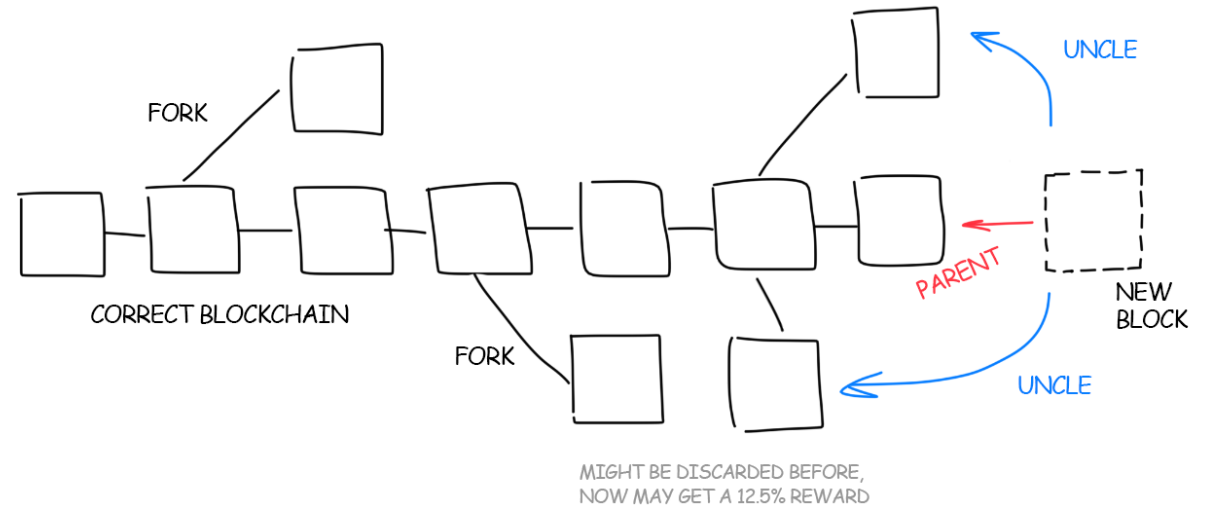 UNCLE
FORK
PARENT
NEW
BLOCK
CORRECT BLOCKCHAIN
FORK
UNCLE
MIGHT BE DISCARDED BEFORE,
NOW MAY GET A 12.5% REWARD